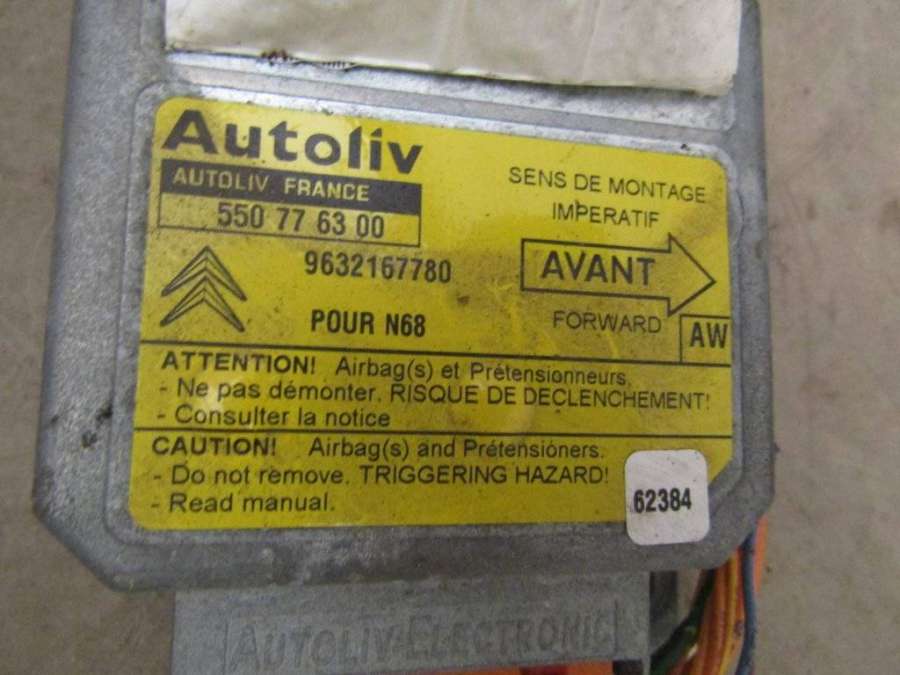 Autoliv
AUTOLIV FRANCE
550 77 63 00
9632167780
POUR N68
SENS DE MONTAGE
IMPERATIF
AVANT
FORWARD
AW
ATTENTION! Airbag(s) et Prétensionneurs.
- Ne pas démonter. RISQUE DE DECLENCHEMENT!
- Consulter la notice
CAUTION! Airbag(s) and Prétensióners.
- Do not remove. TRIGGERING HAZARD!
- Read manual.
62384
AUTOLIV-ELECTRONIC